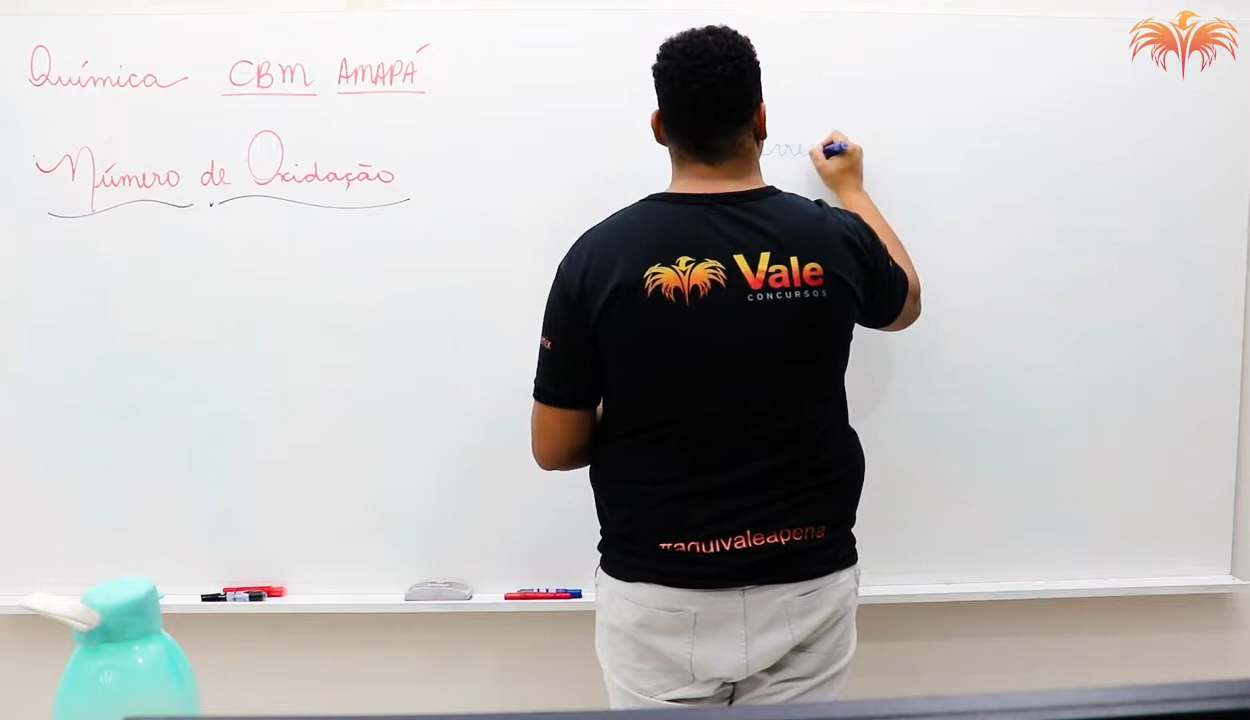 Química CBM AMAPÁ
Número de Oxidação
Vale
CONCURSOS
#aquivaleapena